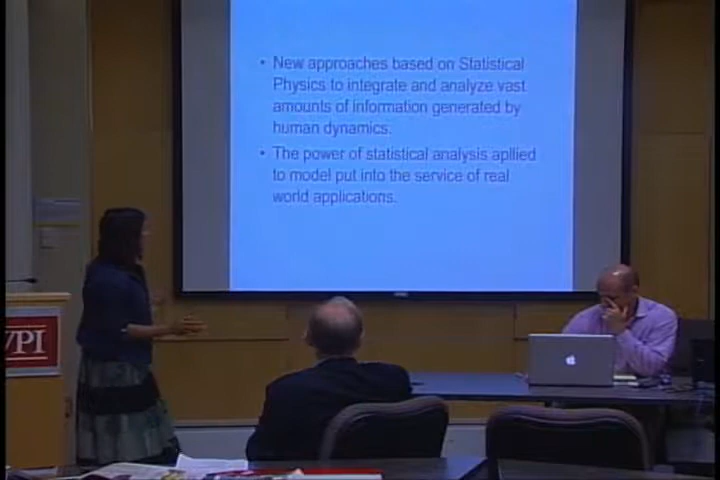 • New approaches based on Statistical
Physics to integrate and analyze vast
amounts of information generated by
human dynamics.
• The power of statistical analysis apllied
to model put into the service of real
world applications.
WPI